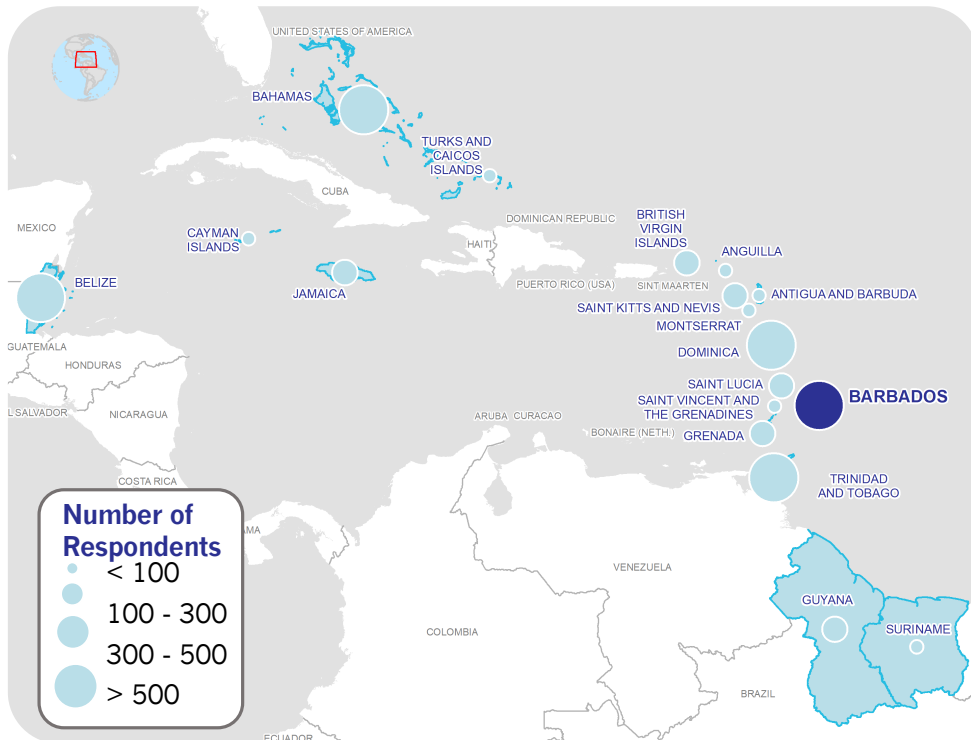 UNITED STATES OF AMERICA
BAHAMAS
TURKS AND
CAICOS
ISLANDS
CUBA
MEXICO
CAYMAN
ISLANDS
HAITI
DOMINICAN REPUBLIC
BRITISH
VIRGIN
ISLANDS
ANGUILLA
BELIZE
JAMAICA
PUERTO RICO (USA)
SINT MAARTEN
ANTIGUA AND BARBUDA
SAINT KITTS AND NEVIS
MONTSERRAT
GUATEMALA
DOMINICA
HONDURAS
SAINT LUCIA
BARBADOS
SAINT VINCENT AND
THE GRENADINES
L SALVADOR
NICARAGUA
ARUBA
CURACAO
BONAIRE (NETH.)
GRENADA
COSTA RICA
TRINIDAD
AND TOBAGO
AMA
VENEZUELA
GUYANA
SURINAME
COLOMBIA
BRAZIL
ECUADOR
Number of
Respondents
< 100
100 - 300
300 - 500
> 500